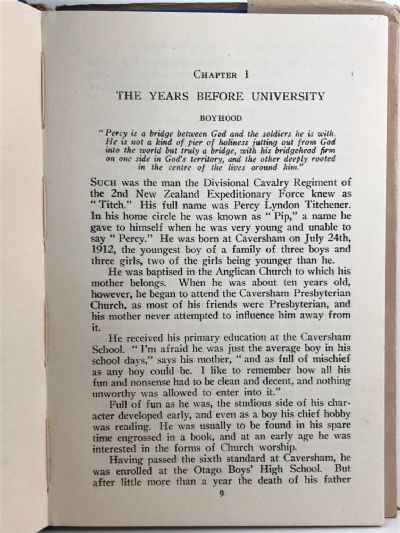 CHAPTER I
THE YEARS BEFORE UNIVERSITY
BOYHOOD
"Percy is a bridge between God and the soldiers he is with.
He is not a kind of pier of holiness jutting out from God
into the world but truly a bridge, with his bridgehead firm
on one side in God's territory, and the other deeply rooted
in the centre of the lives around him."
SUCH was the man the Divisional Cavalry Regiment of
the 2nd New Zealand Expeditionary Force knew as
"Titch." His full name was Percy Lyndon Titchener.
In his home circle he was known as "Pip," a name he
gave to himself when he was very young and unable to
say "Percy." He was born at Caversham on July 24th,
1912, the youngest boy of a family of three boys and
three girls, two of the girls being younger than he.
He was baptised in the Anglican Church to which his
mother belongs. When he was about ten years old,
however, he began to attend the Caversham Presbyterian
Church, as most of his friends were Presbyterian, and
his mother never attempted to influence him away from
it.
He received his primary education at the Caversham
School. "I'm afraid he was just the average boy in his
school days," says his mother, "and as full of mischief
as any boy could be. I like to remember how all his
fun and nonsense had to be clean and decent, and nothing
unworthy was allowed to enter into it."
Full of fun as he was, the studious side of his char-
acter developed early, and even as a boy his chief hobby
was reading. He was usually to be found in his spare
time engrossed in a book, and at an early age he was
interested in the forms of Church worship.
Having passed the sixth standard at Caversham, he
was enrolled at the Otago Boys' High School. But
after little more than a year the death of his father
9